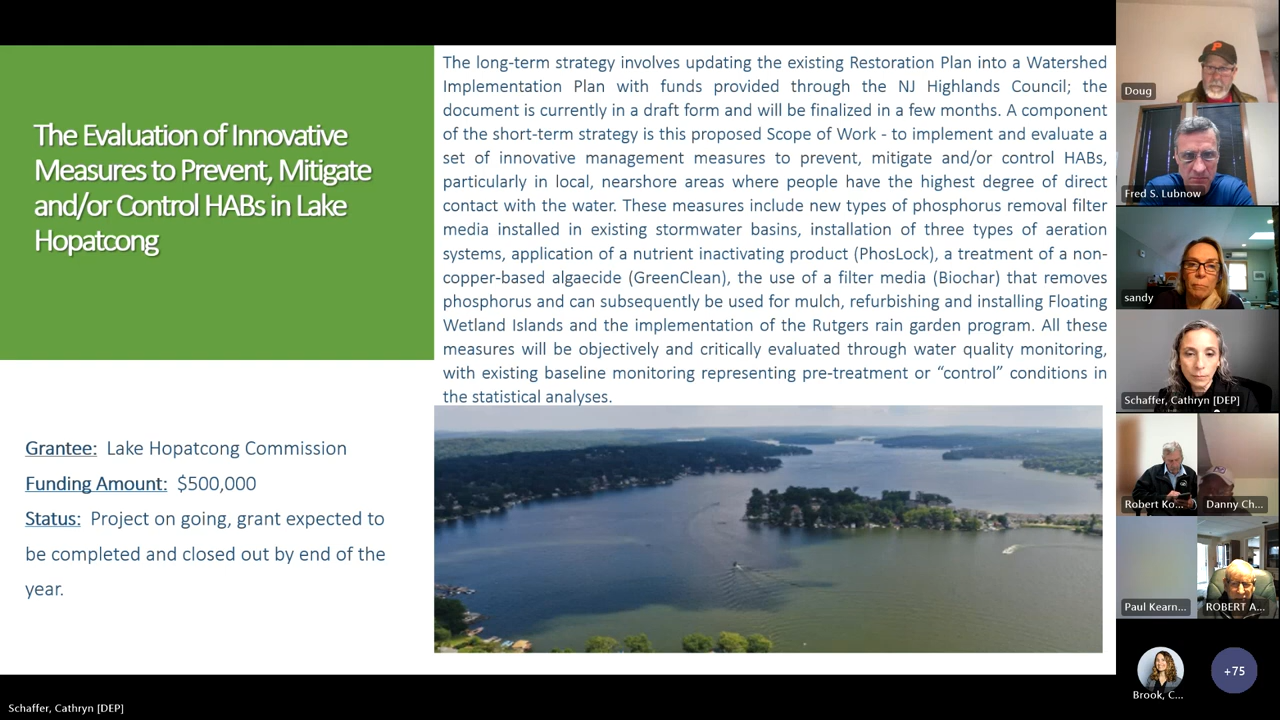 The Evaluation of Innovative
Measures to Prevent, Mitigate
and/or Control HABs in Lake
Hopatcong
Grantee: Lake Hopatcong Commission
Funding Amount: $500,000
Status: Project on going, grant expected to
be completed and closed out by end of the
year.
The long-term strategy involves updating the existing Restoration Plan into a Watershed
Implementation Plan with funds provided through the NJ Highlands Council; the
document is currently in a draft form and will be finalized in a few months. A component
of the short-term strategy is this proposed Scope of Work - to implement and evaluate a
set of innovative management measures to prevent, mitigate and/or control HABs,
particularly in local, nearshore areas where people have the highest degree of direct
contact with the water. These measures include new types of phosphorus removal filter
media installed in existing stormwater basins, installation of three types of aeration
systems, application of a nutrient inactivating product (PhosLock), a treatment of a non-
copper-based algaecide (GreenClean), the use of a filter media (Biochar) that removes
phosphorus and can subsequently be used for mulch, refurbishing and installing Floating
Wetland Islands and the implementation of the Rutgers rain garden program. All these
measures will be objectively and critically evaluated through water quality monitoring,
with existing baseline monitoring representing pre-treatment or “control” conditions in
the statistical analyses.
Doug
Fred S. Lubnow
sandy
Schaffer, Cathryn [DEP]
Robert Ko...
Danny Ch...
Paul Kearn...
ROBERT A...
Brook, C...
+75
Schaffer, Cathryn [DEP]